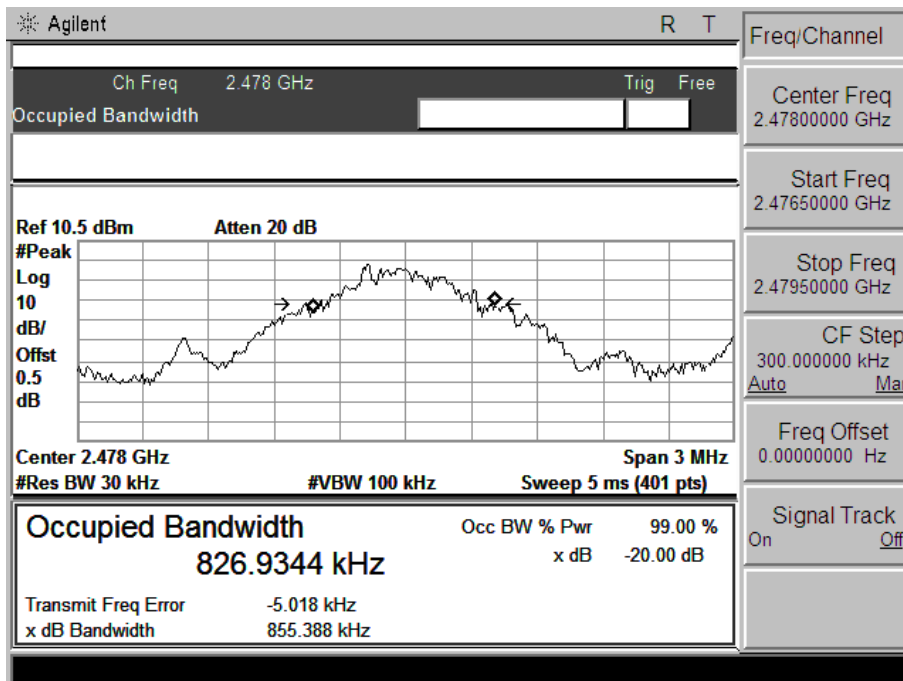 Agilent R T
Freq/Channel
Ch Freq 2.478 GHz Trig Free
Occupied Bandwidth
Center Freq
2.47800000 GHz
Start Freq
2.47650000 GHz
Stop Freq
2.47950000 GHz
CF Step
300.000000 kHz
Auto Mar
Freq Offset
0.00000000 Hz
Signal Track
On Off
Ref 10.5 dBm Atten 20 dB
#Peak
Log
10
dB/
Offst
0.5
dB
Center 2.478 GHz Span 3 MHz
#Res BW 30 kHz #VBW 100 kHz Sweep 5 ms (401 pts)
Occupied Bandwidth Occ BW % Pwr 99.00 %
826.9344 kHz x dB -20.00 dB
Transmit Freq Error -5.018 kHz
x dB Bandwidth 855.388 kHz